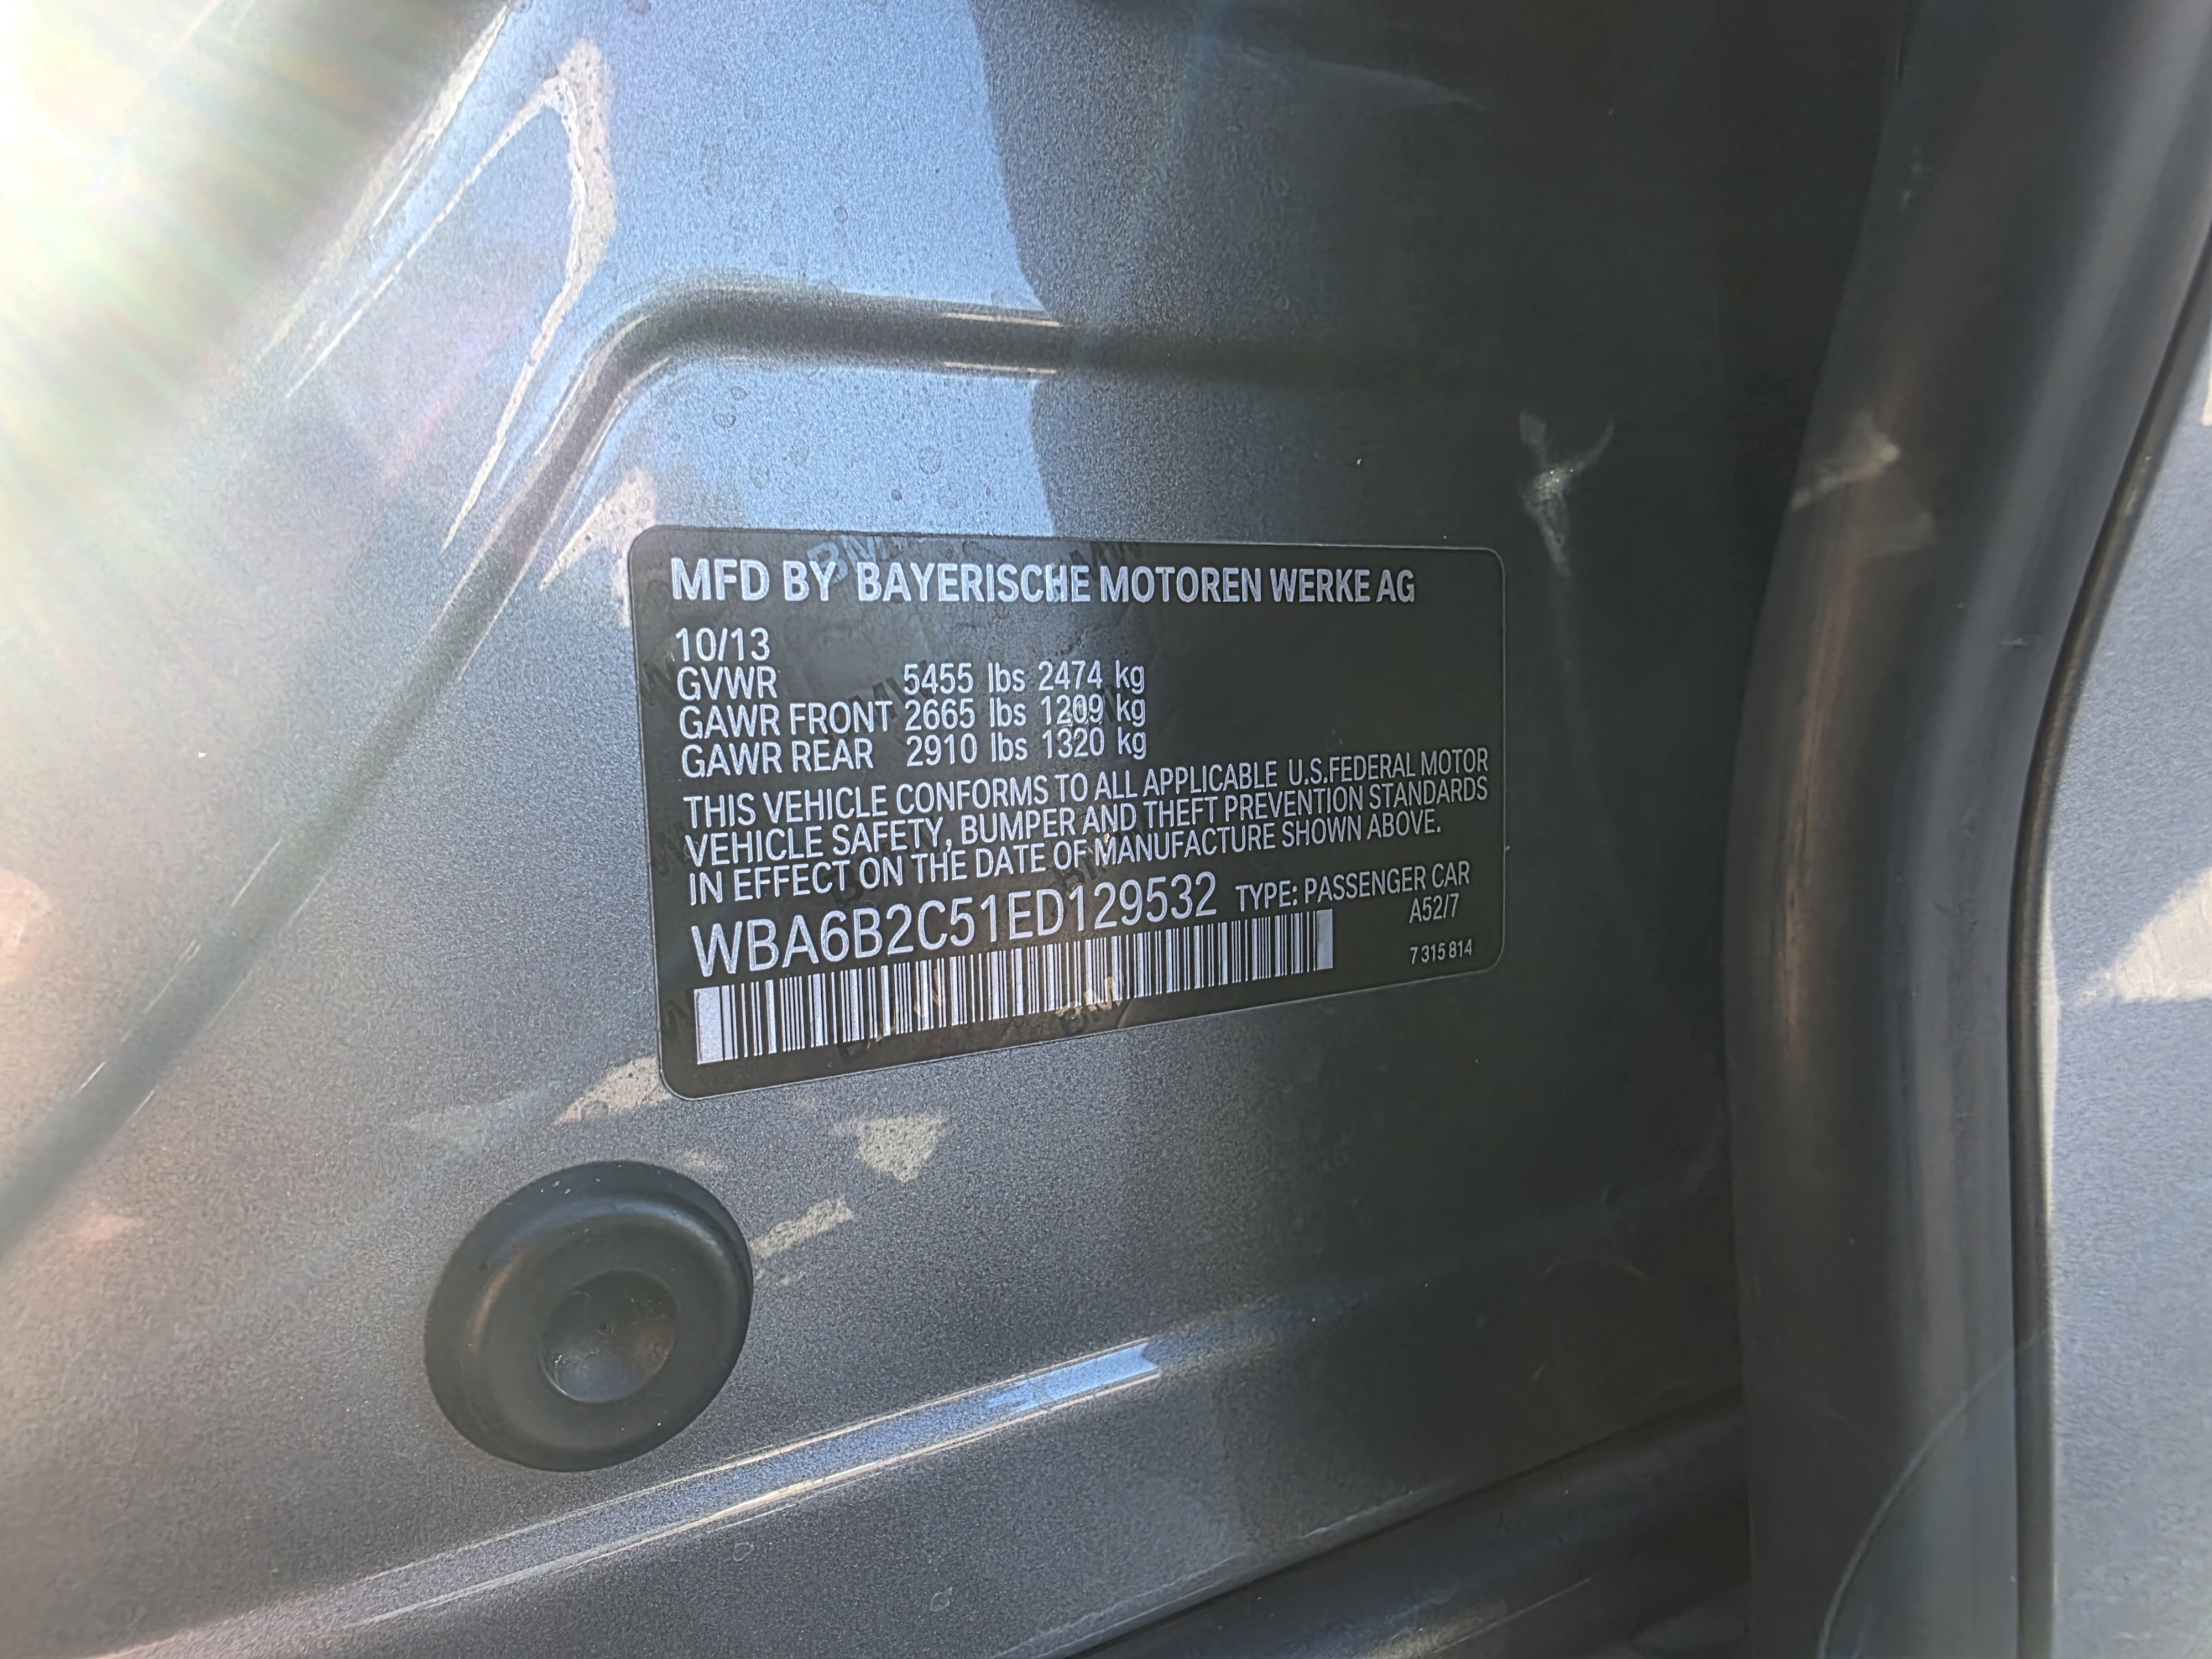 MFD BY BAYERISCHE MOTOREN WERKE AG
10/13
GVWR 5455 lbs 2474 kg
GAWR FRONT 2665 lbs 1209 kg
GAWR REAR 2910 lbs 1320 kg
THIS VEHICLE CONFORMS TO ALL APPLICABLE U.S.FEDERAL MOTOR
VEHICLE SAFETY, BUMPER AND THEFT PREVENTION STANDARDS
IN EFFECT ON THE DATE OF MANUFACTURE SHOWN ABOVE.
WBA6B2C51ED129532 TYPE: PASSENGER CAR
A52/7
7 315 814